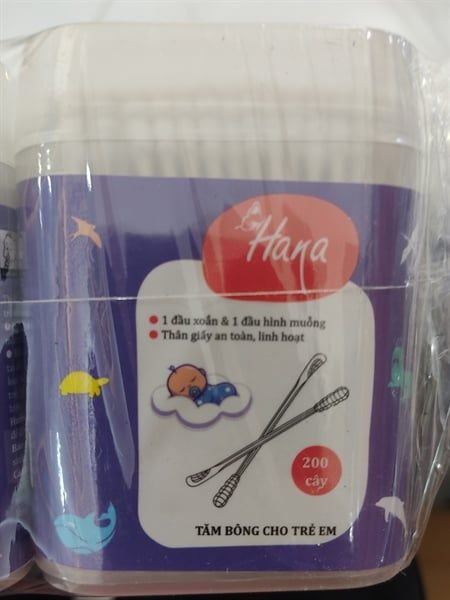 Hana
1 đầu xoắn & 1 đầu hình muỗng
Thân giấy an toàn, linh hoạt
200
cây
TĂM BÔNG CHO TRẺ EM